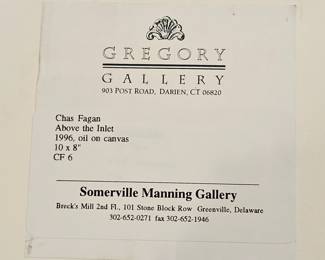 GREGORY
GALLERY
903 POST ROAD, DARIEN, CT 06820
Chas Fagan
Above the Inlet
1996, oil on canvas
10 x 8"
CF 6
Somerville Manning Gallery
Breck's Mill 2nd Fl., 101 Stone Block Row Greenville, Delaware
302-652-0271 fax 302-652-1946